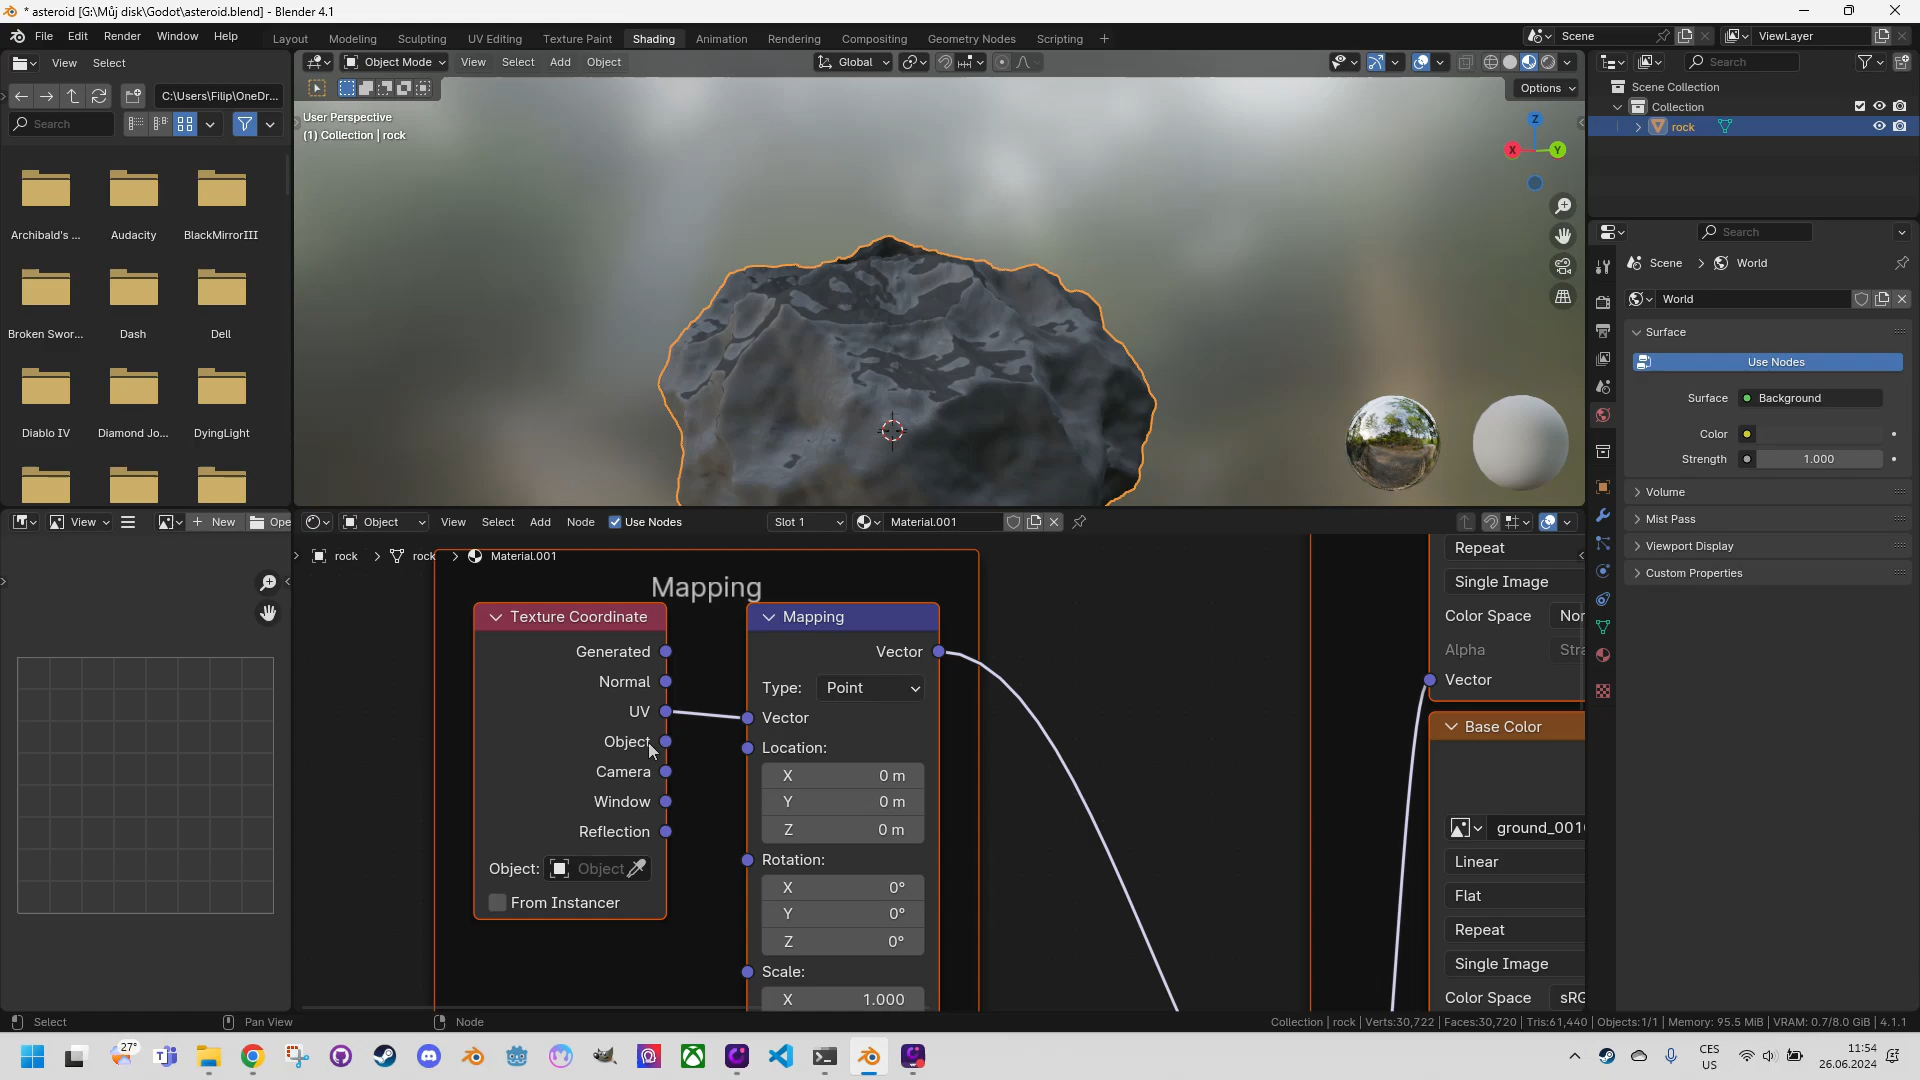 * asteroid [G:\Můj disk\Godot\asteroid.blend] - Blender 4.1
File Edit Render Window Help
Layout Modeling Sculpting UV Editing Texture Paint Shading Animation Rendering Compositing Geometry Nodes Scripting +
Scene
ViewLayer
View Select
Object Mode View Select Add Object
Global
Search
C:\Users\Filip\OneDr...
Search
Options
User Perspective
(1) Collection | rock
Z
X
Y
Scene Collection
Collection
rock
Archibald's ... Audacity BlackMirrorIII
Broken Swor... Dash Dell
Diablo IV Diamond Jo... DyingLight
Search
Scene > World
World
Surface
Use Nodes
Surface Background
Color
Strength 1.000
Volume
Mist Pass
Viewport Display
Custom Properties
View
+ New
Ope
Object View Select Add Node Use Nodes Slot 1 Material.001
rock > rock > Material.001
Mapping
Texture Coordinate
Generated
Normal
UV
Object
Camera
Window
Reflection
Object: Object
From Instancer
Mapping
Vector
Type: Point
Vector
Location:
X 0 m
Y 0 m
Z 0 m
Rotation:
X 0°
Y 0°
Z 0°
Scale:
X 1.000
Repeat
Single Image
Color Space Nor
Alpha Stra
Vector
Base Color
ground_001
Linear
Flat
Repeat
Single Image
Color Space sRG
Select
Pan View
Node
Collection | rock | Verts:30,722 | Faces:30,720 | Tris:61,440 | Objects:1/1 | Memory: 95.5 MiB | VRAM: 0.7/8.0 GiB | 4.1.1
27°
CES
US
11:54
26.06.2024